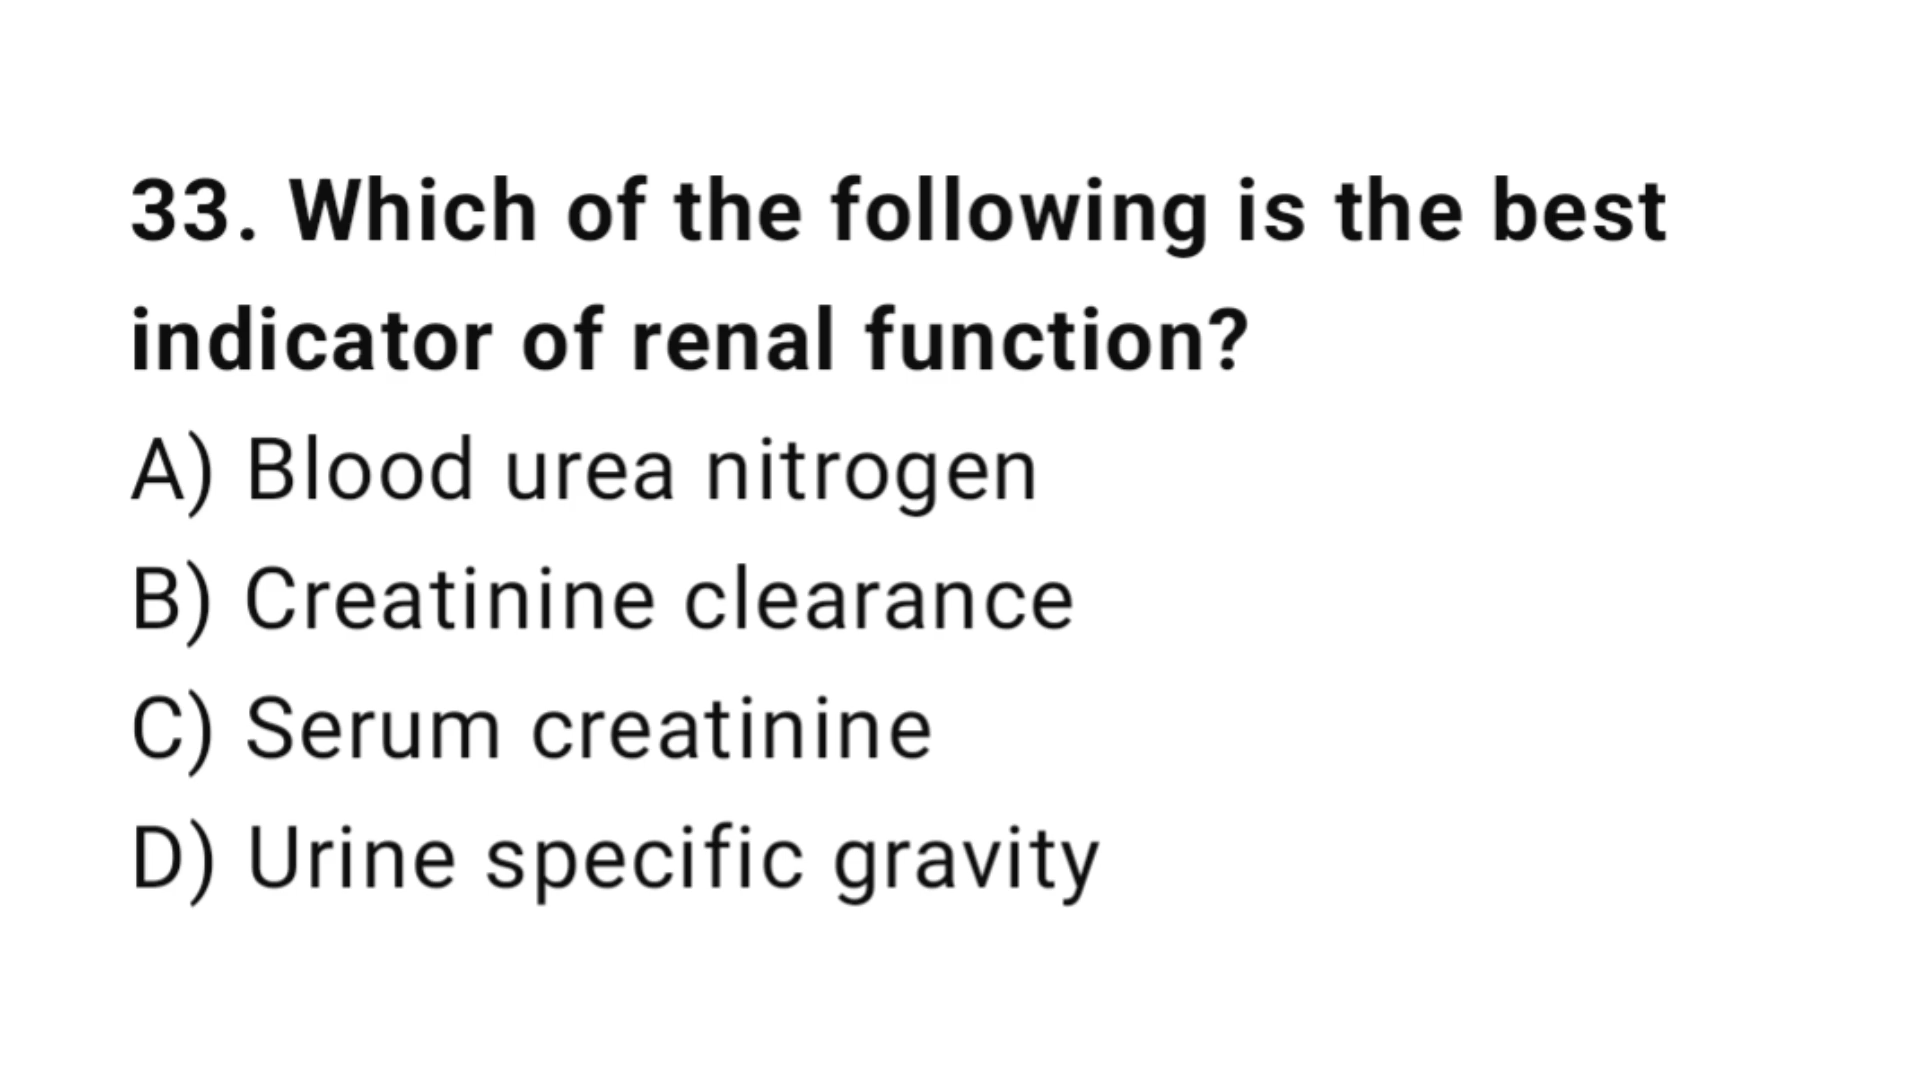 33. Which of the following is the best
indicator of renal function?
A) Blood urea nitrogen
B) Creatinine clearance
C) Serum creatinine
D) Urine specific gravity